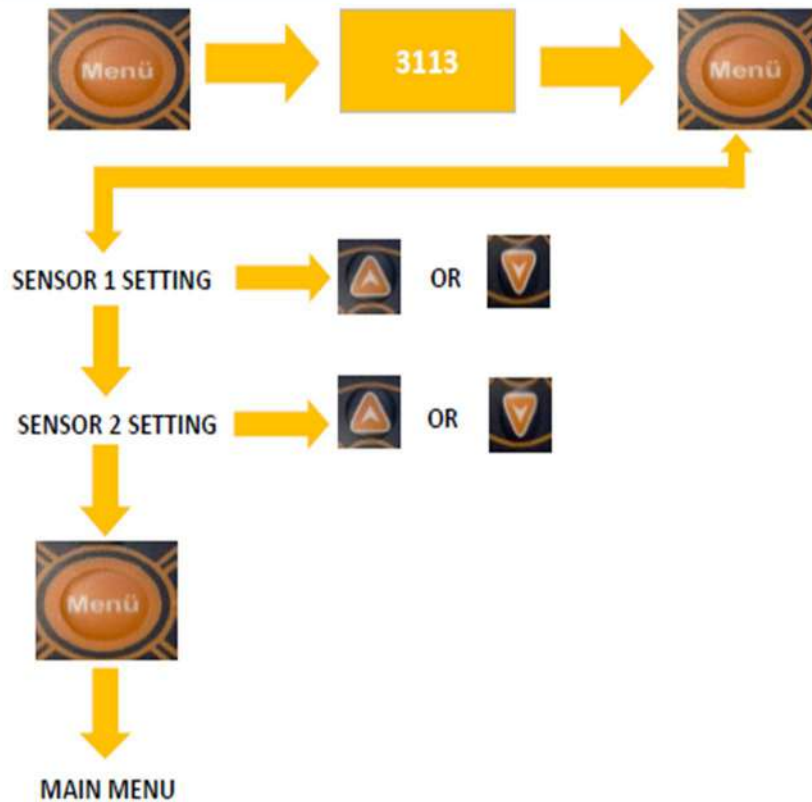 Menü
3113
Menü
SENSOR 1 SETTING
OR
SENSOR 2 SETTING
OR
Menü
MAIN MENU